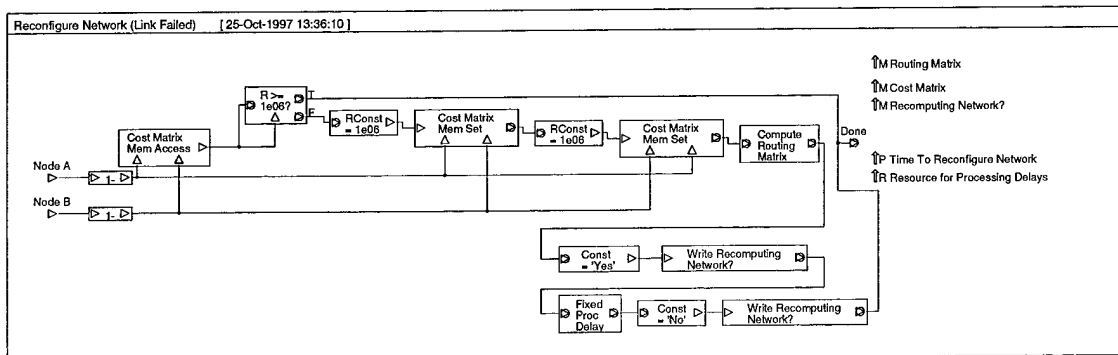 Reconfigure Network (Link Failed) [ 25-Oct-1997 13:36:10 ]
⇑M Routing Matrix
⇑M Cost Matrix
⇑M Recomputing Network?
R >= 1e06?
T
F
RConst = 1e06
Cost Matrix
Mem Set
RConst = 1e06
Cost Matrix
Mem Set
Compute
Routing
Matrix
Done
Cost Matrix
Mem Access
⇑P Time To Reconfigure Network
⇑R Resource for Processing Delays
Node A
1-
Node B
1-
Const
= 'Yes'
Write Recomputing
Network?
Fixed
Proc
Delay
Const
= 'No'
Write Recomputing
Network?